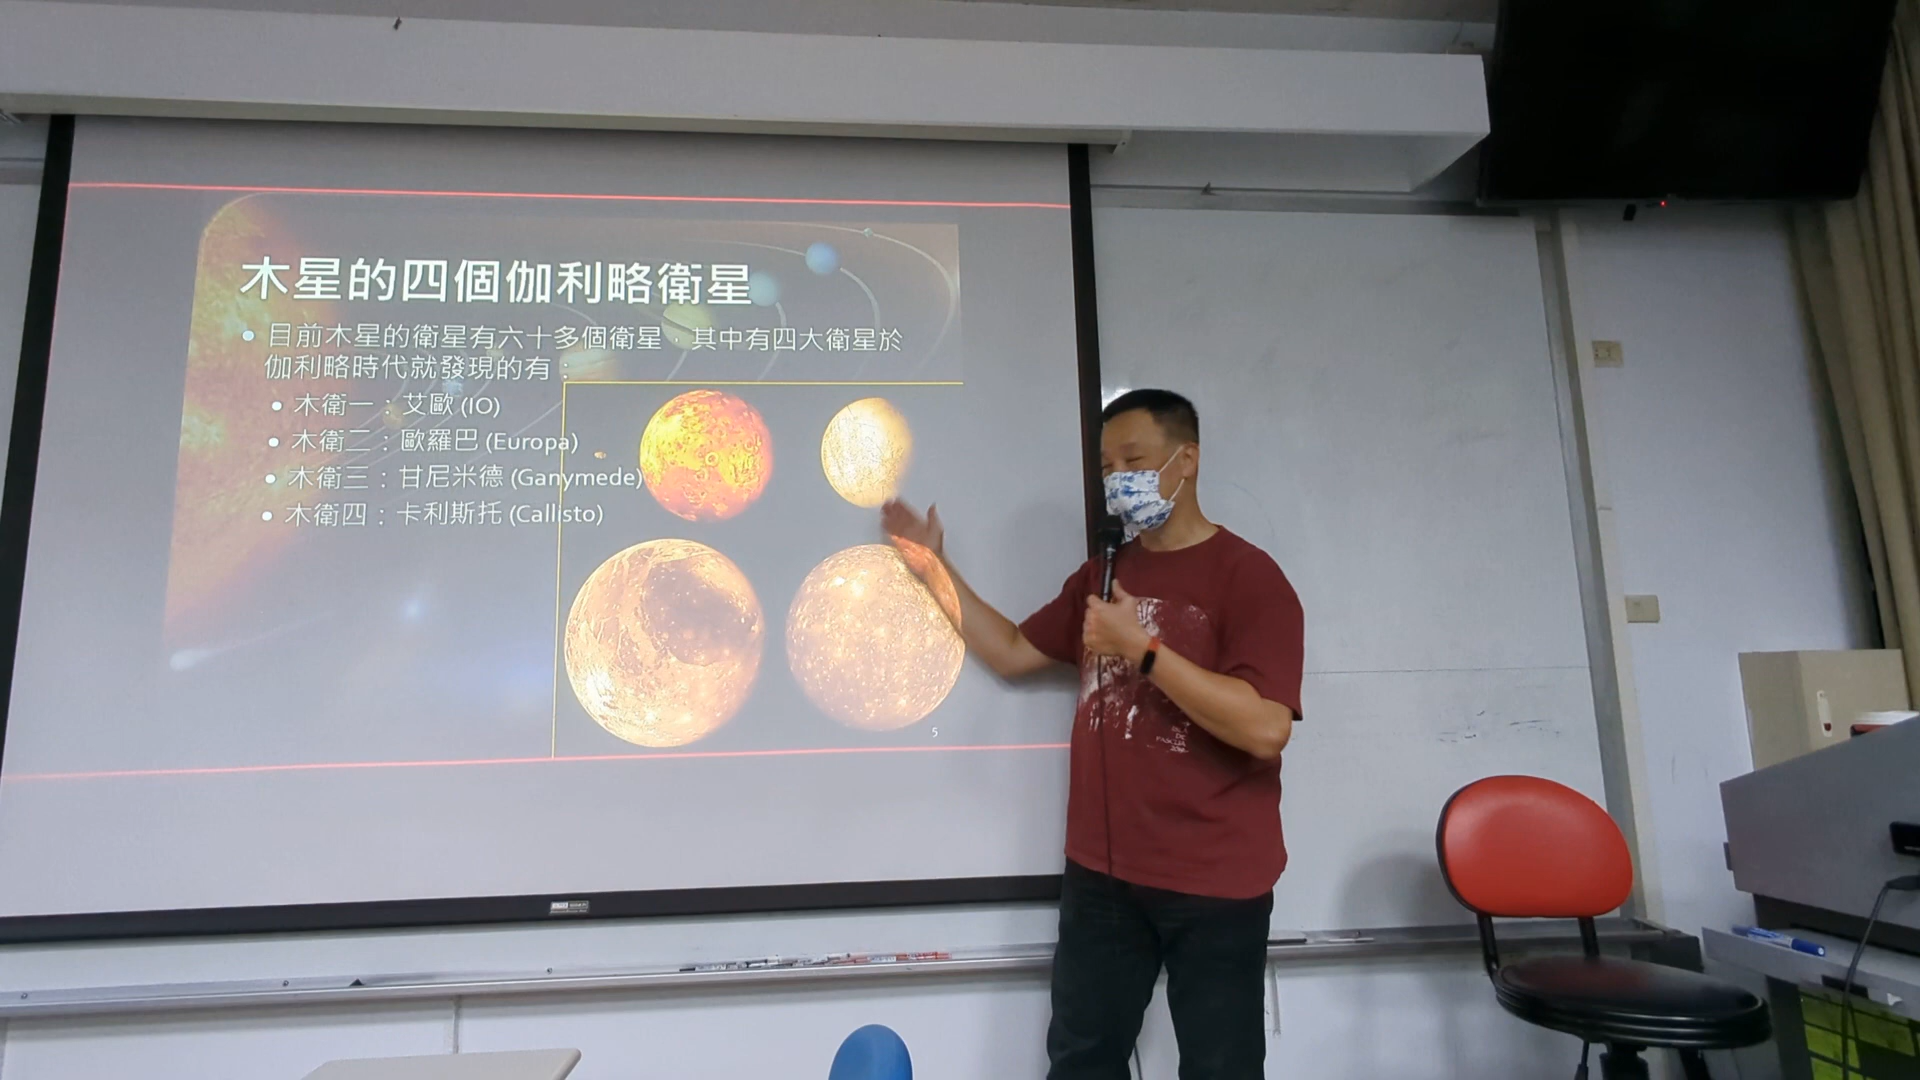 木星的四個伽利略衛星
• 目前木星的衛星有六十多個衛星，其中有四大衛星於
伽利略時代就發現的有：
• 木衛一：艾歐 (IO)
• 木衛二：歐羅巴 (Europa)
• 木衛三：甘尼米德 (Ganymede)
• 木衛四：卡利斯托 (Callisto)
5